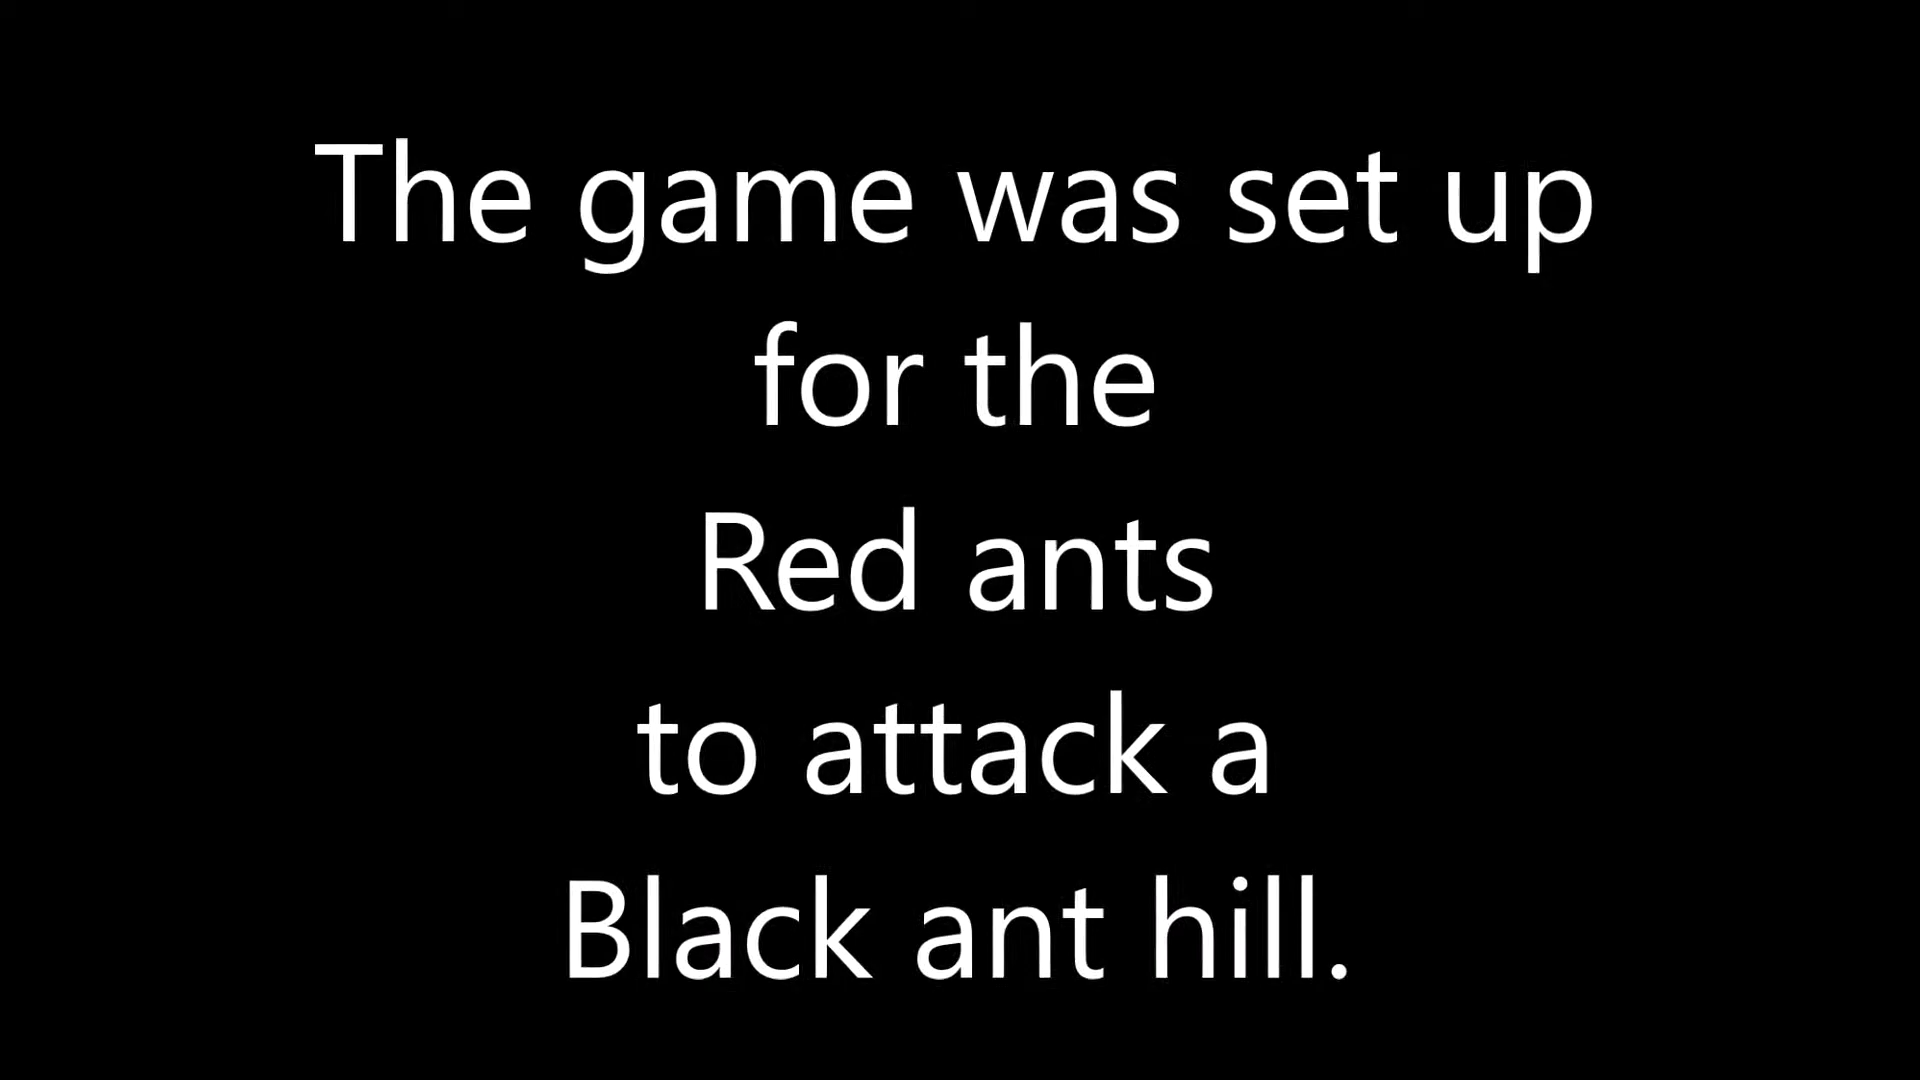 The game was set up
for the
Red ants
to attack a
Black ant hill.